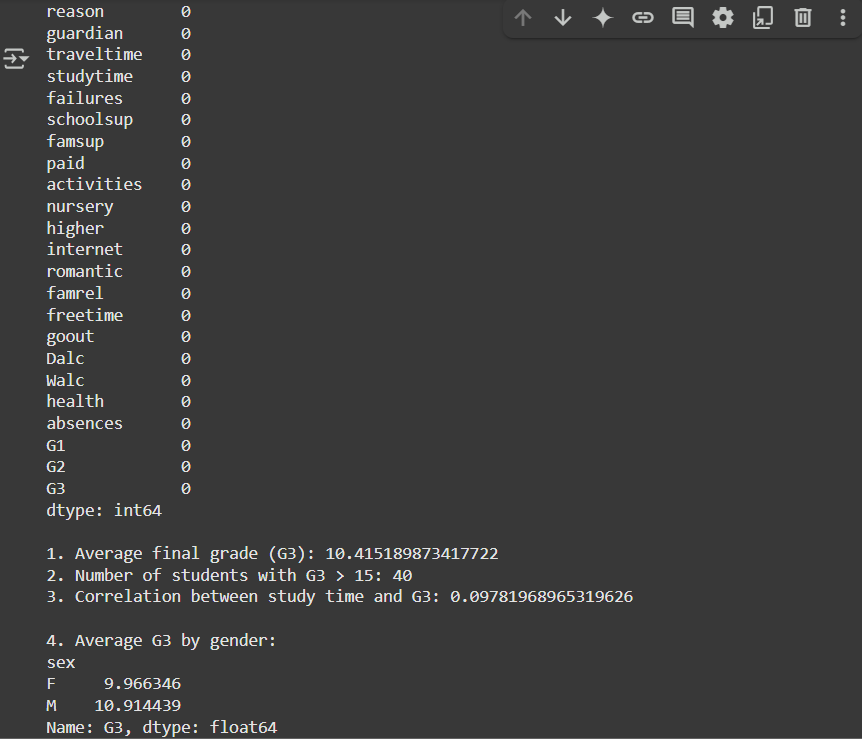 reason 0
guardian 0
traveltime 0
studytime 0
failures 0
schoolsup 0
famsup 0
paid 0
activities 0
nursery 0
higher 0
internet 0
romantic 0
famrel 0
freetime 0
goout 0
Dalc 0
Walc 0
health 0
absences 0
G1 0
G2 0
G3 0
dtype: int64
1. Average final grade (G3): 10.415189873417722
2. Number of students with G3 > 15: 40
3. Correlation between study time and G3: 0.09781968965319626
4. Average G3 by gender:
sex
F 9.966346
M 10.914439
Name: G3, dtype: float64